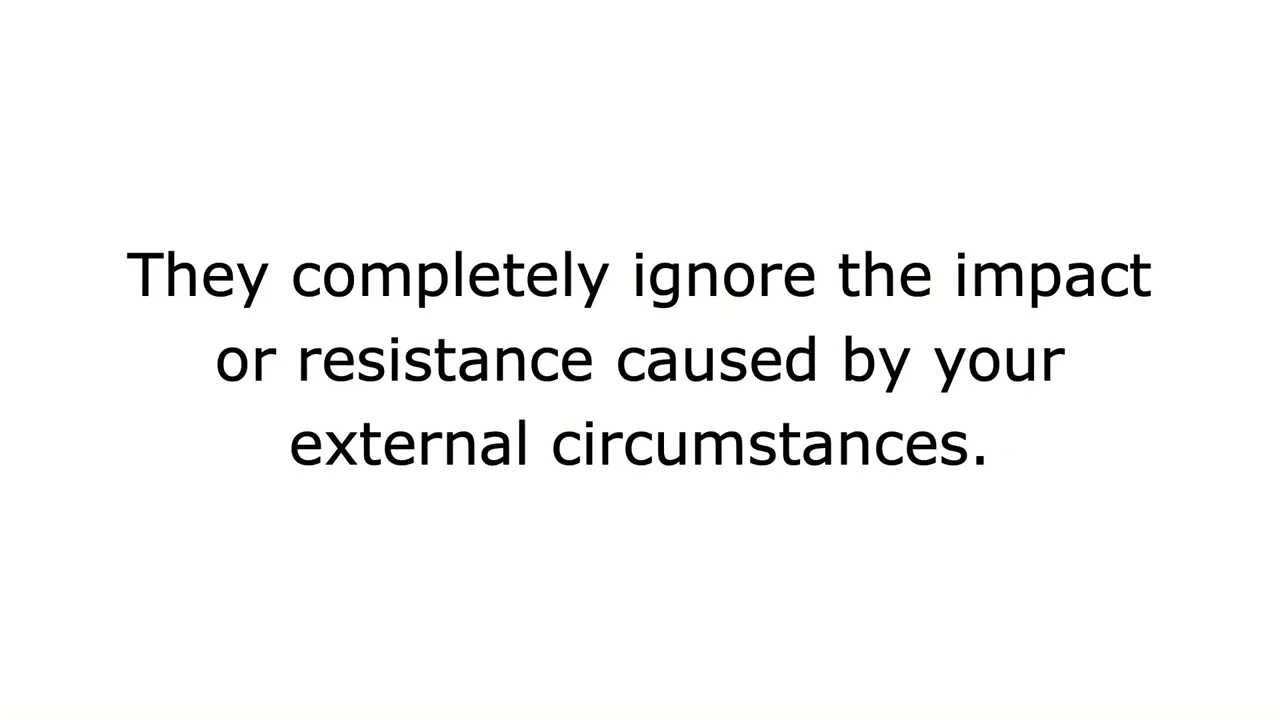 They completely ignore the impact
or resistance caused by your
external circumstances.